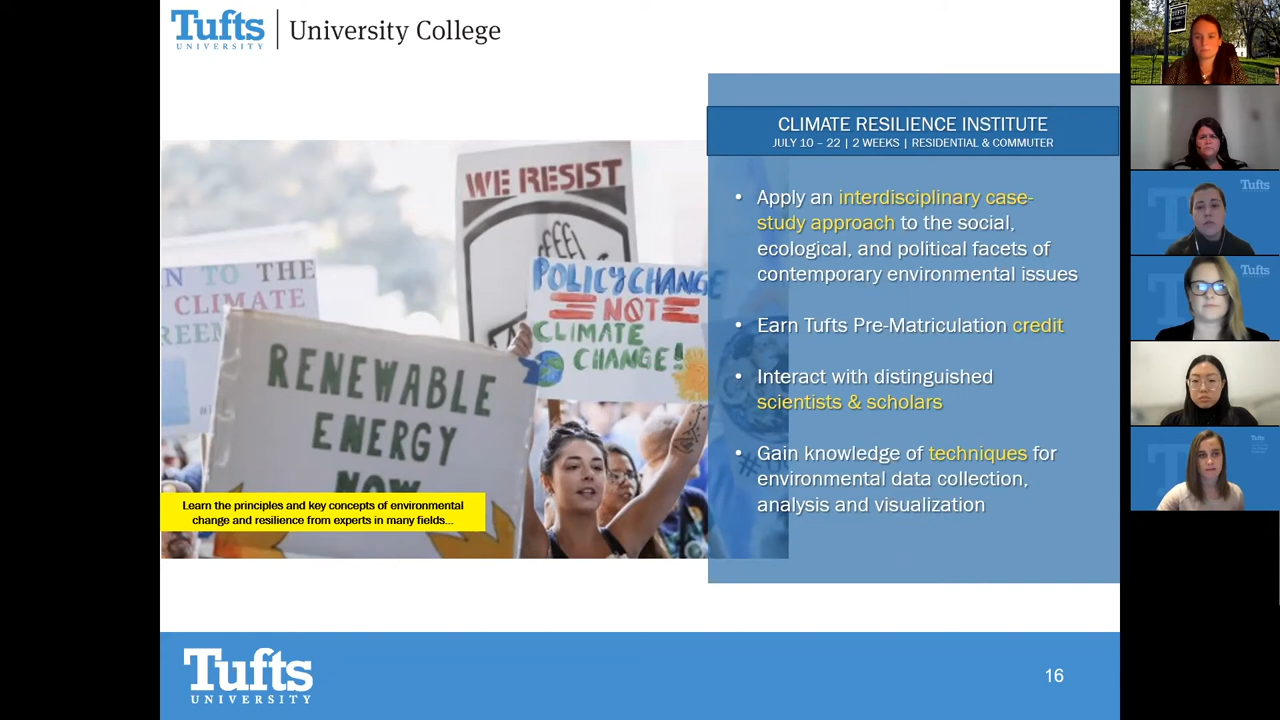 Tufts
UNIVERSITY
University College
CLIMATE RESILIENCE INSTITUTE
JULY 10 – 22 | 2 WEEKS | RESIDENTIAL & COMMUTER
WE RESIST
TO THE
CLIMATE
POLICY CHANGE
NOT
CLIMATE
CHANGE!
RENEWABLE
ENERGY
NOW
Learn the principles and key concepts of environmental
change and resilience from experts in many fields...
• Apply an interdisciplinary case-
study approach to the social,
ecological, and political facets of
contemporary environmental issues
• Earn Tufts Pre-Matriculation credit
• Interact with distinguished
scientists & scholars
• Gain knowledge of techniques for
environmental data collection,
analysis and visualization
Tufts
UNIVERSITY
16
Tufts
Tufts
Tufts